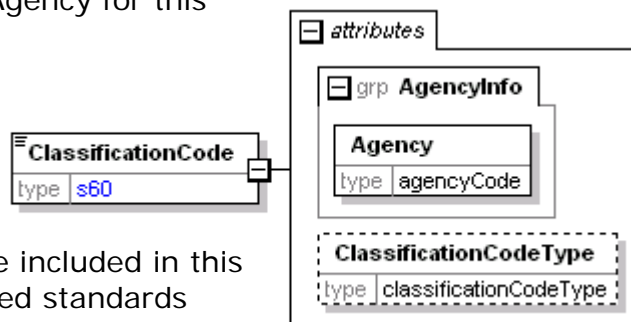 Agency for this
attributes
grp AgencyInfo
Agency
type agencyCode
ClassificationCode
type s60
e included in this
ed standards
ClassificationCodeType
type classificationCodeType